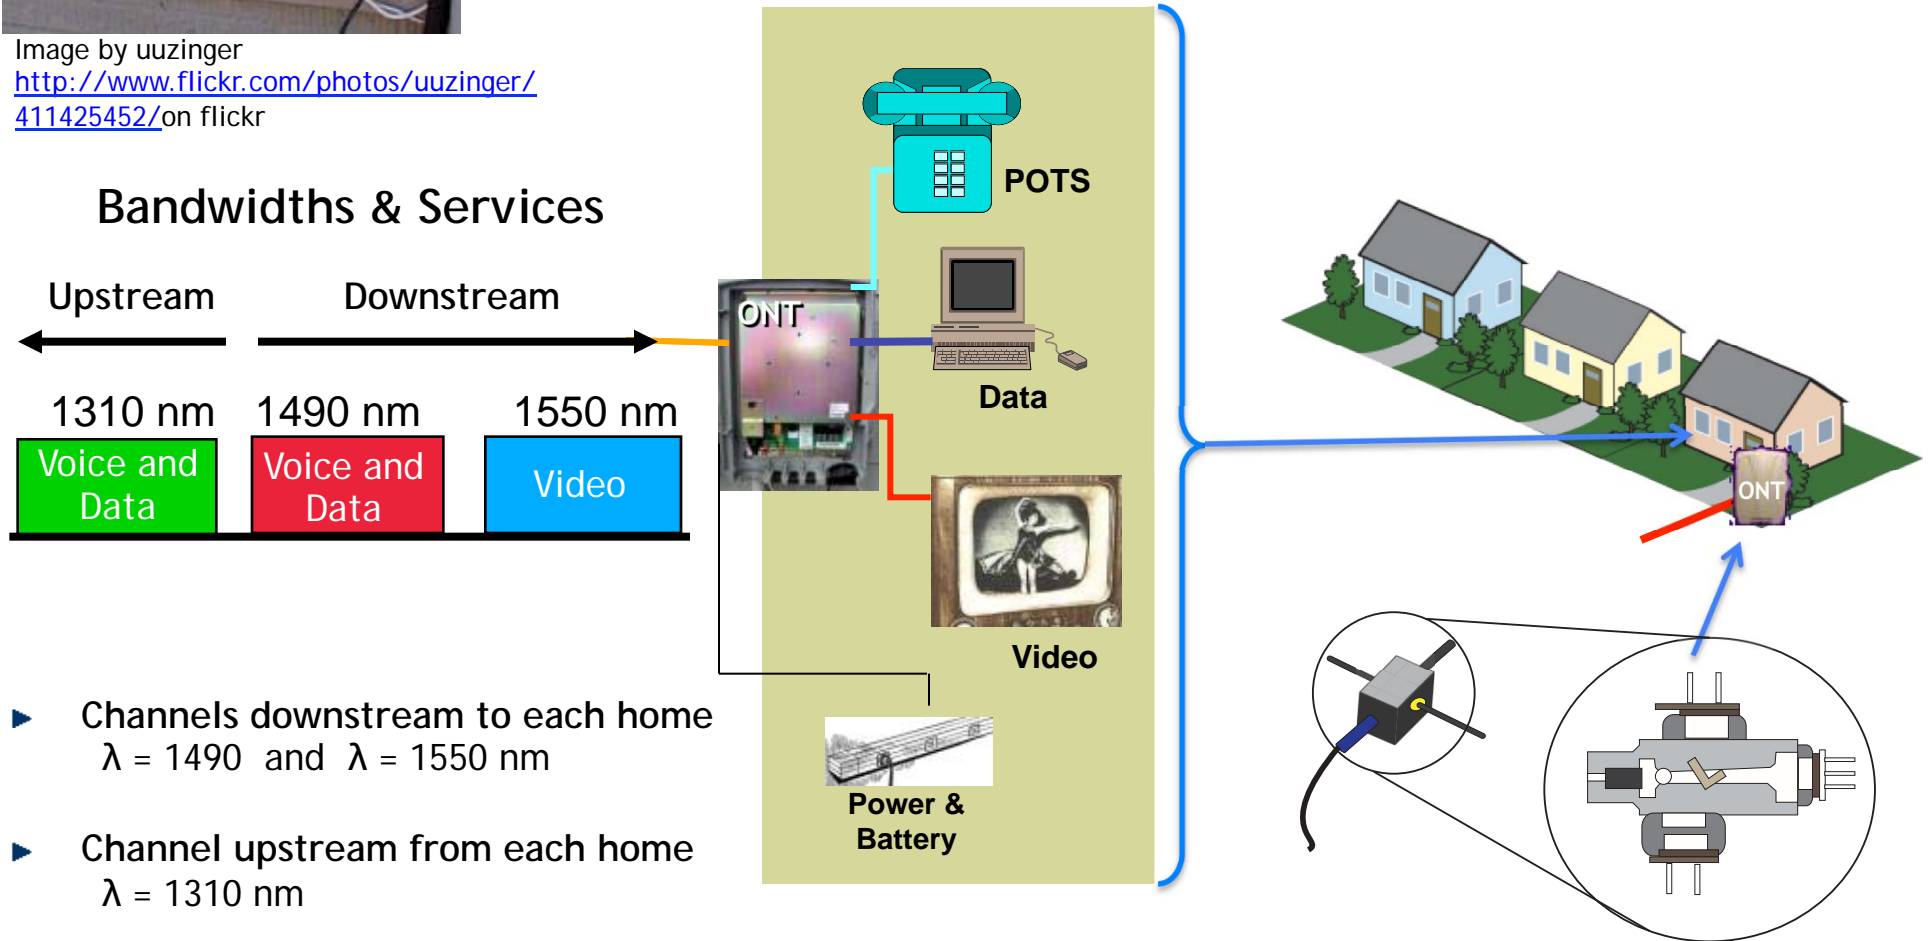 Image by uuzinger
http://www.flickr.com/photos/uuzinger/
411425452/on flickr
Bandwidths & Services
Upstream
Downstream
1310 nm
1490 nm
1550 nm
Voice and
Data
Voice and
Data
Video
ONT
POTS
Data
Video
Power &
Battery
ONT
Channels downstream to each home
λ = 1490 and λ = 1550 nm
Channel upstream from each home
λ = 1310 nm